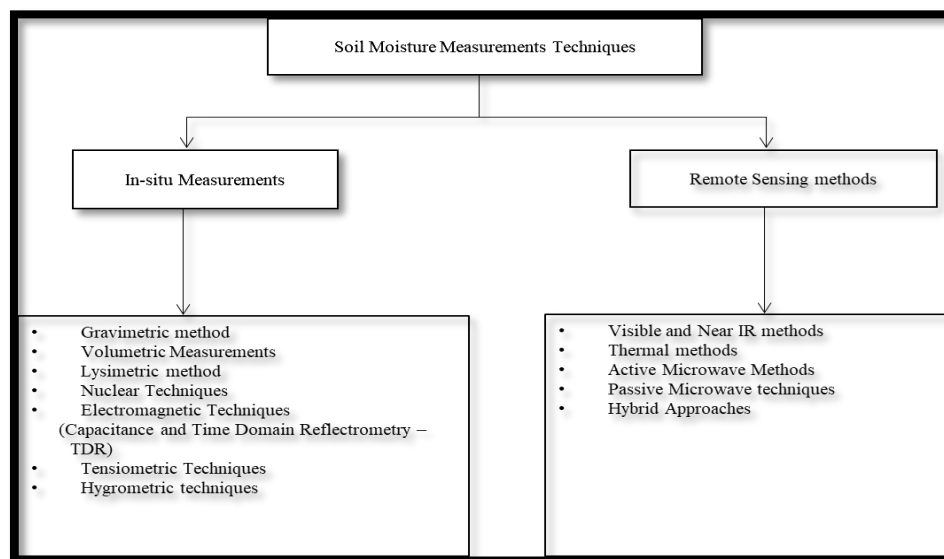 Soil Moisture Measurements Techniques
In-situ Measurements
Remote Sensing methods
• Gravimetric method
• Volumetric Measurements
• Lysimetric method
• Nuclear Techniques
• Electromagnetic Techniques
(Capacitance and Time Domain Reflectrometry –
TDR)
• Tensiometric Techniques
• Hygrometric techniques
• Visible and Near IR methods
• Thermal methods
• Active Microwave Methods
• Passive Microwave techniques
• Hybrid Approaches